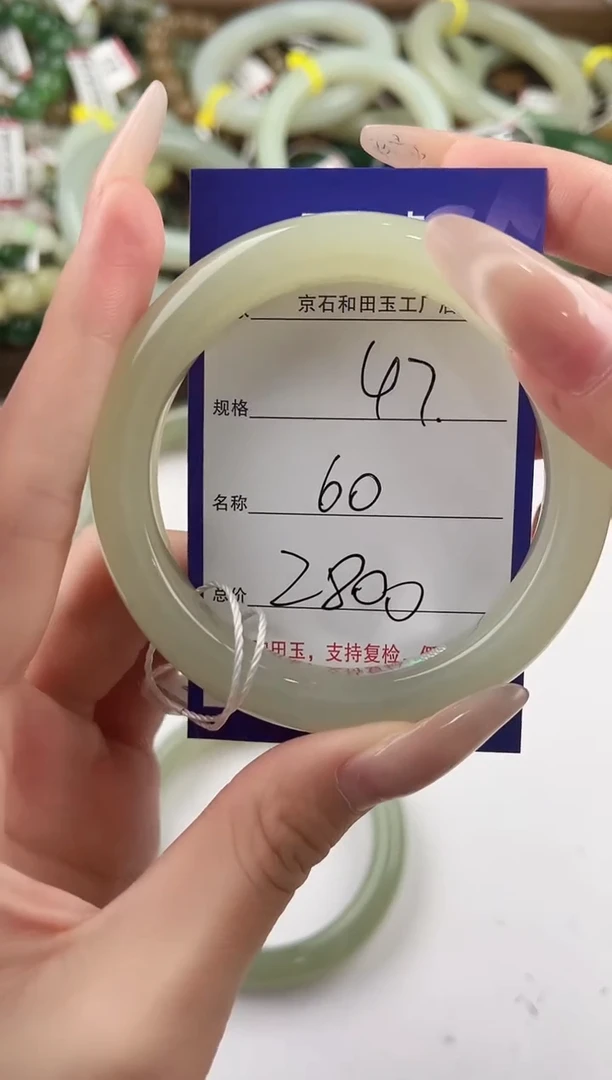 京石和田玉工厂店
规格 47.
名称 60
总价 2800
和田玉，支持复检